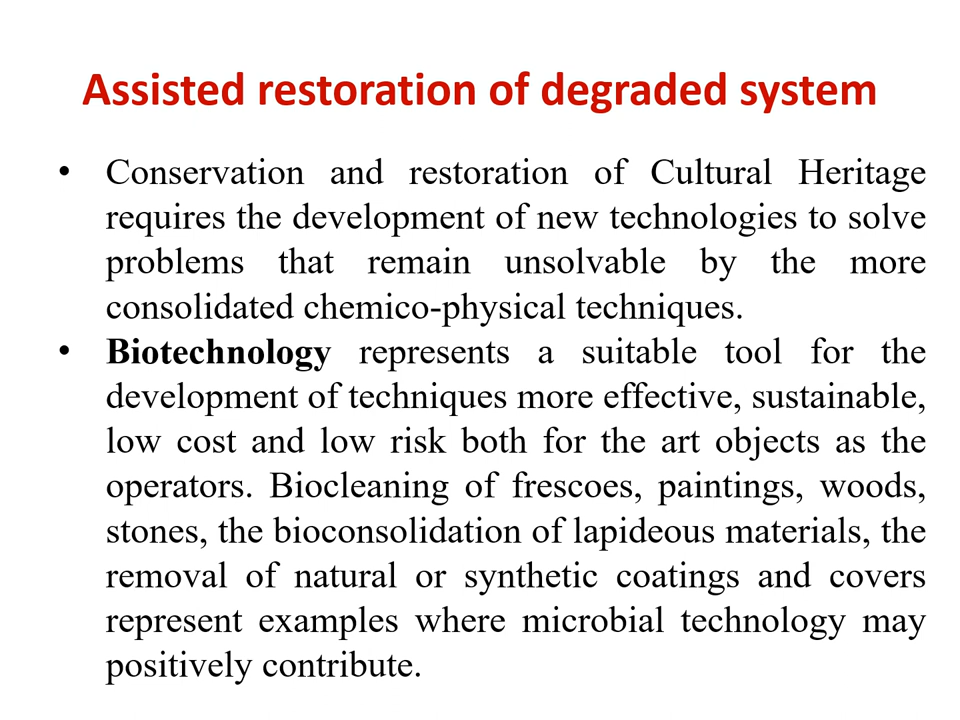 Assisted restoration of degraded system
• Conservation and restoration of Cultural Heritage
requires the development of new technologies to solve
problems that remain unsolvable by the more
consolidated chemico-physical techniques.
• Biotechnology represents a suitable tool for the
development of techniques more effective, sustainable,
low cost and low risk both for the art objects as the
operators. Biocleaning of frescoes, paintings, woods,
stones, the bioconsolidation of lapideous materials, the
removal of natural or synthetic coatings and covers
represent examples where microbial technology may
positively contribute.